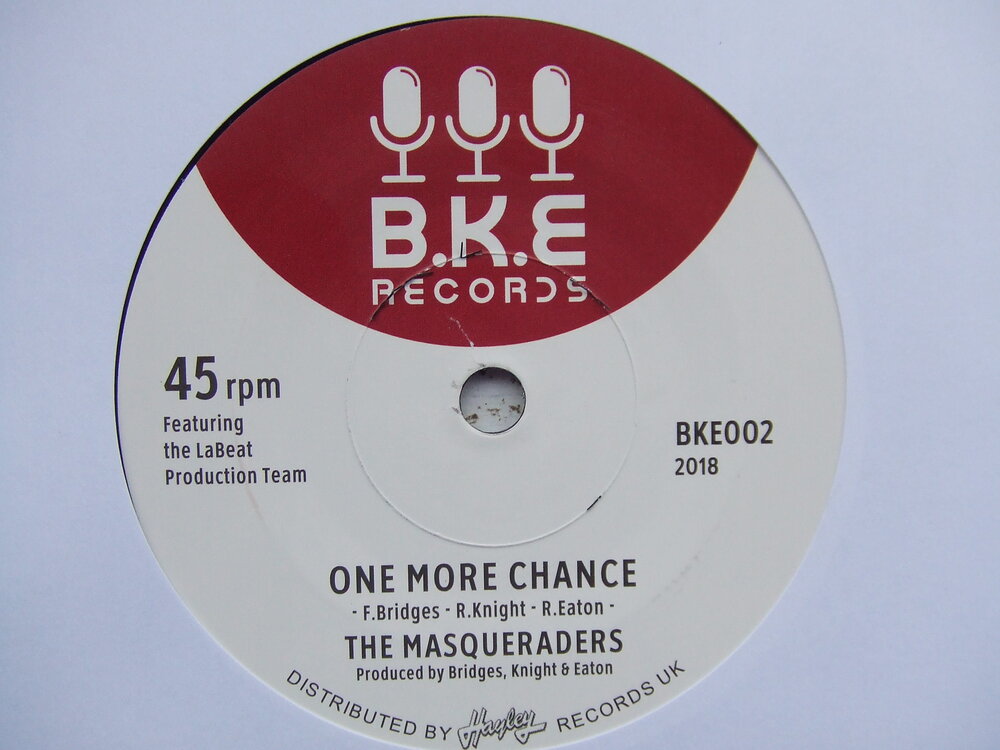 B.K.E
RECORDS
45 rpm
Featuring
the LaBeat
Production Team
BKE002
2018
ONE MORE CHANCE
- F.Bridges - R.Knight - R.Eaton -
THE MASQUERADERS
Produced by Bridges, Knight & Eaton
DISTRIBUTED BY Hayley RECORDS UK